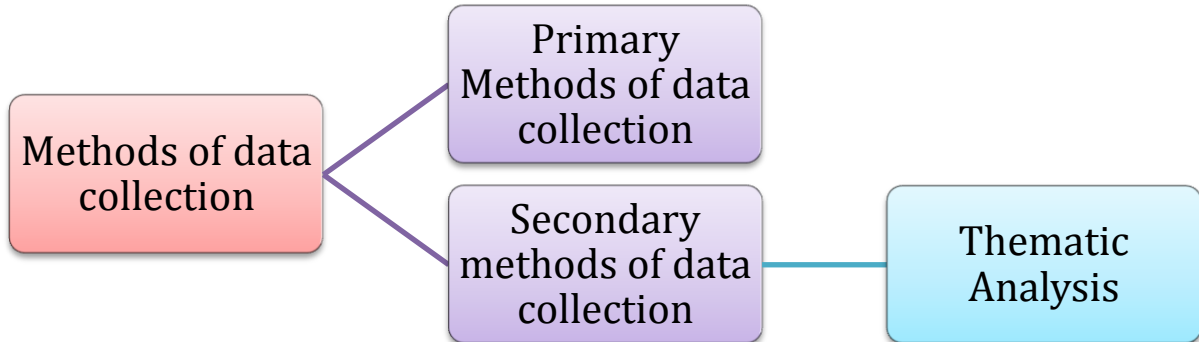 Methods of data
collection
Primary
Methods of data
collection
Secondary
methods of data
collection
Thematic
Analysis